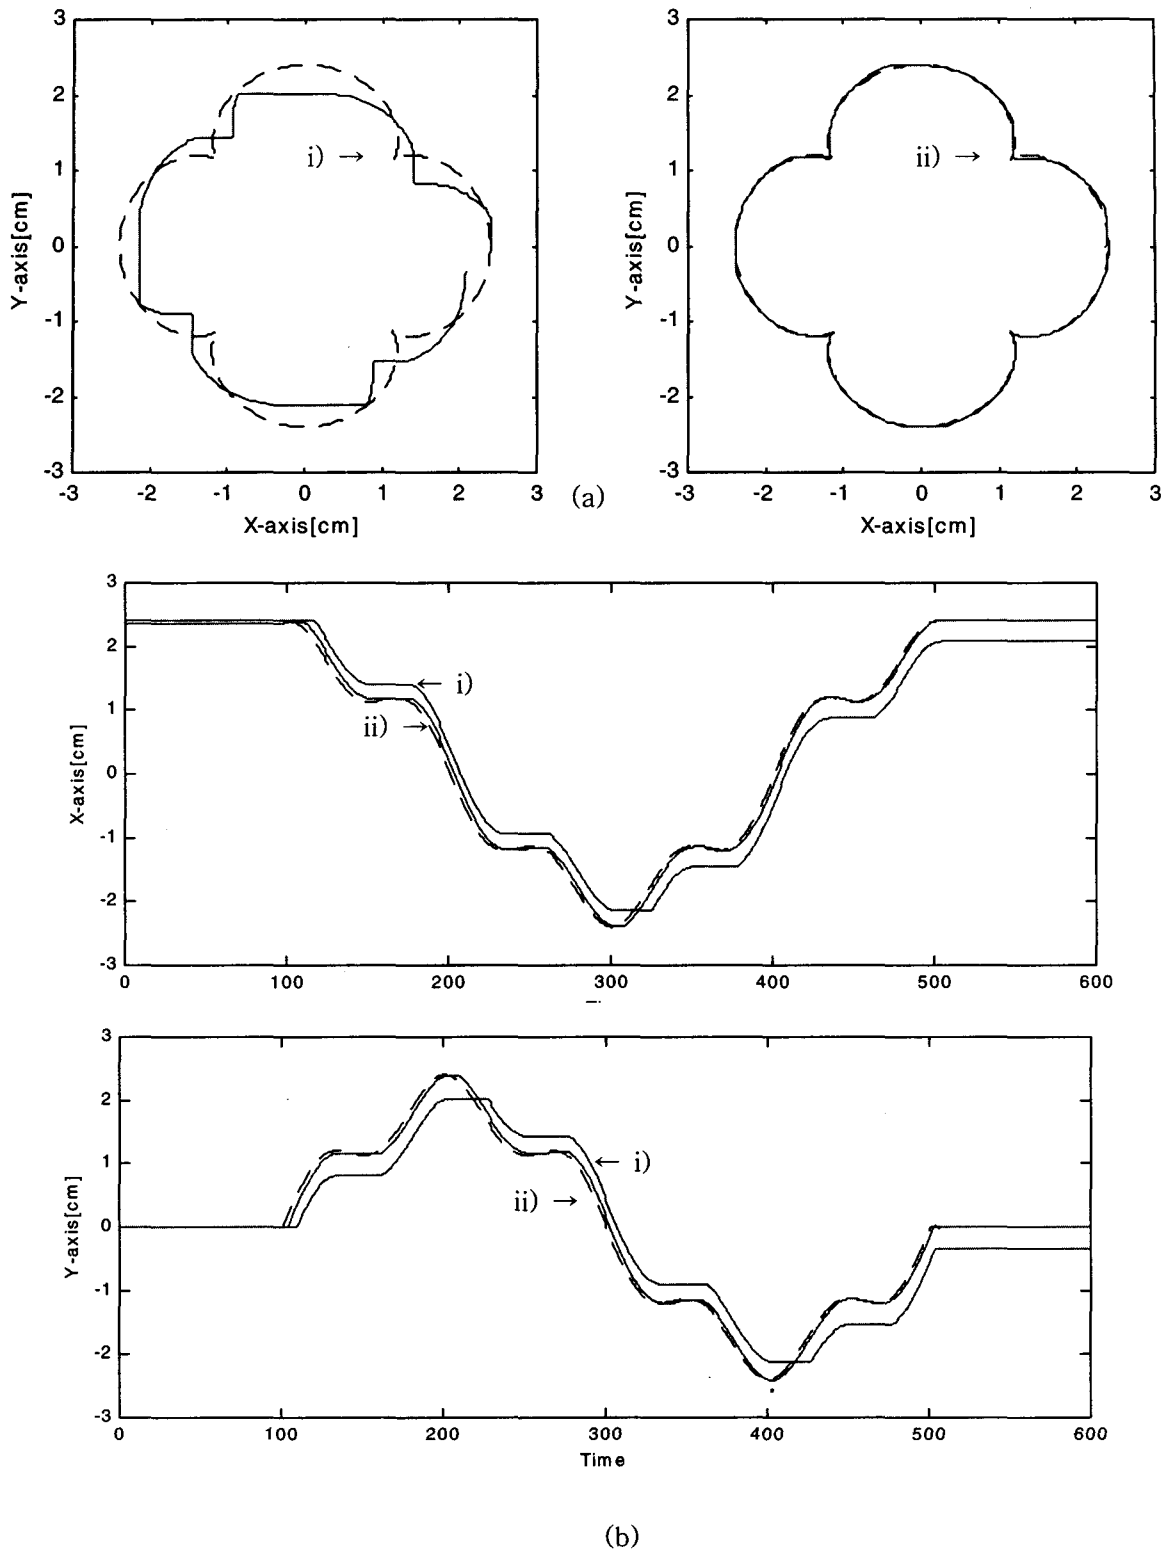 3
2
1
0
-1
-2
-3
Y-axis[cm]
i) →
-3 -2 -1 0 1 2 3
X-axis[cm]
(a)
3
2
1
0
-1
-2
-3
Y-axis[cm]
ii) →
-3 -2 -1 0 1 2 3
X-axis[cm]
3
2
1
0
-1
-2
-3
X-axis[cm]
← i)
ii) →
0 100 200 300 400 500 600
3
2
1
0
-1
-2
-3
Y-axis[cm]
← i)
ii) →
0 100 200 300 400 500 600
Time
(b)